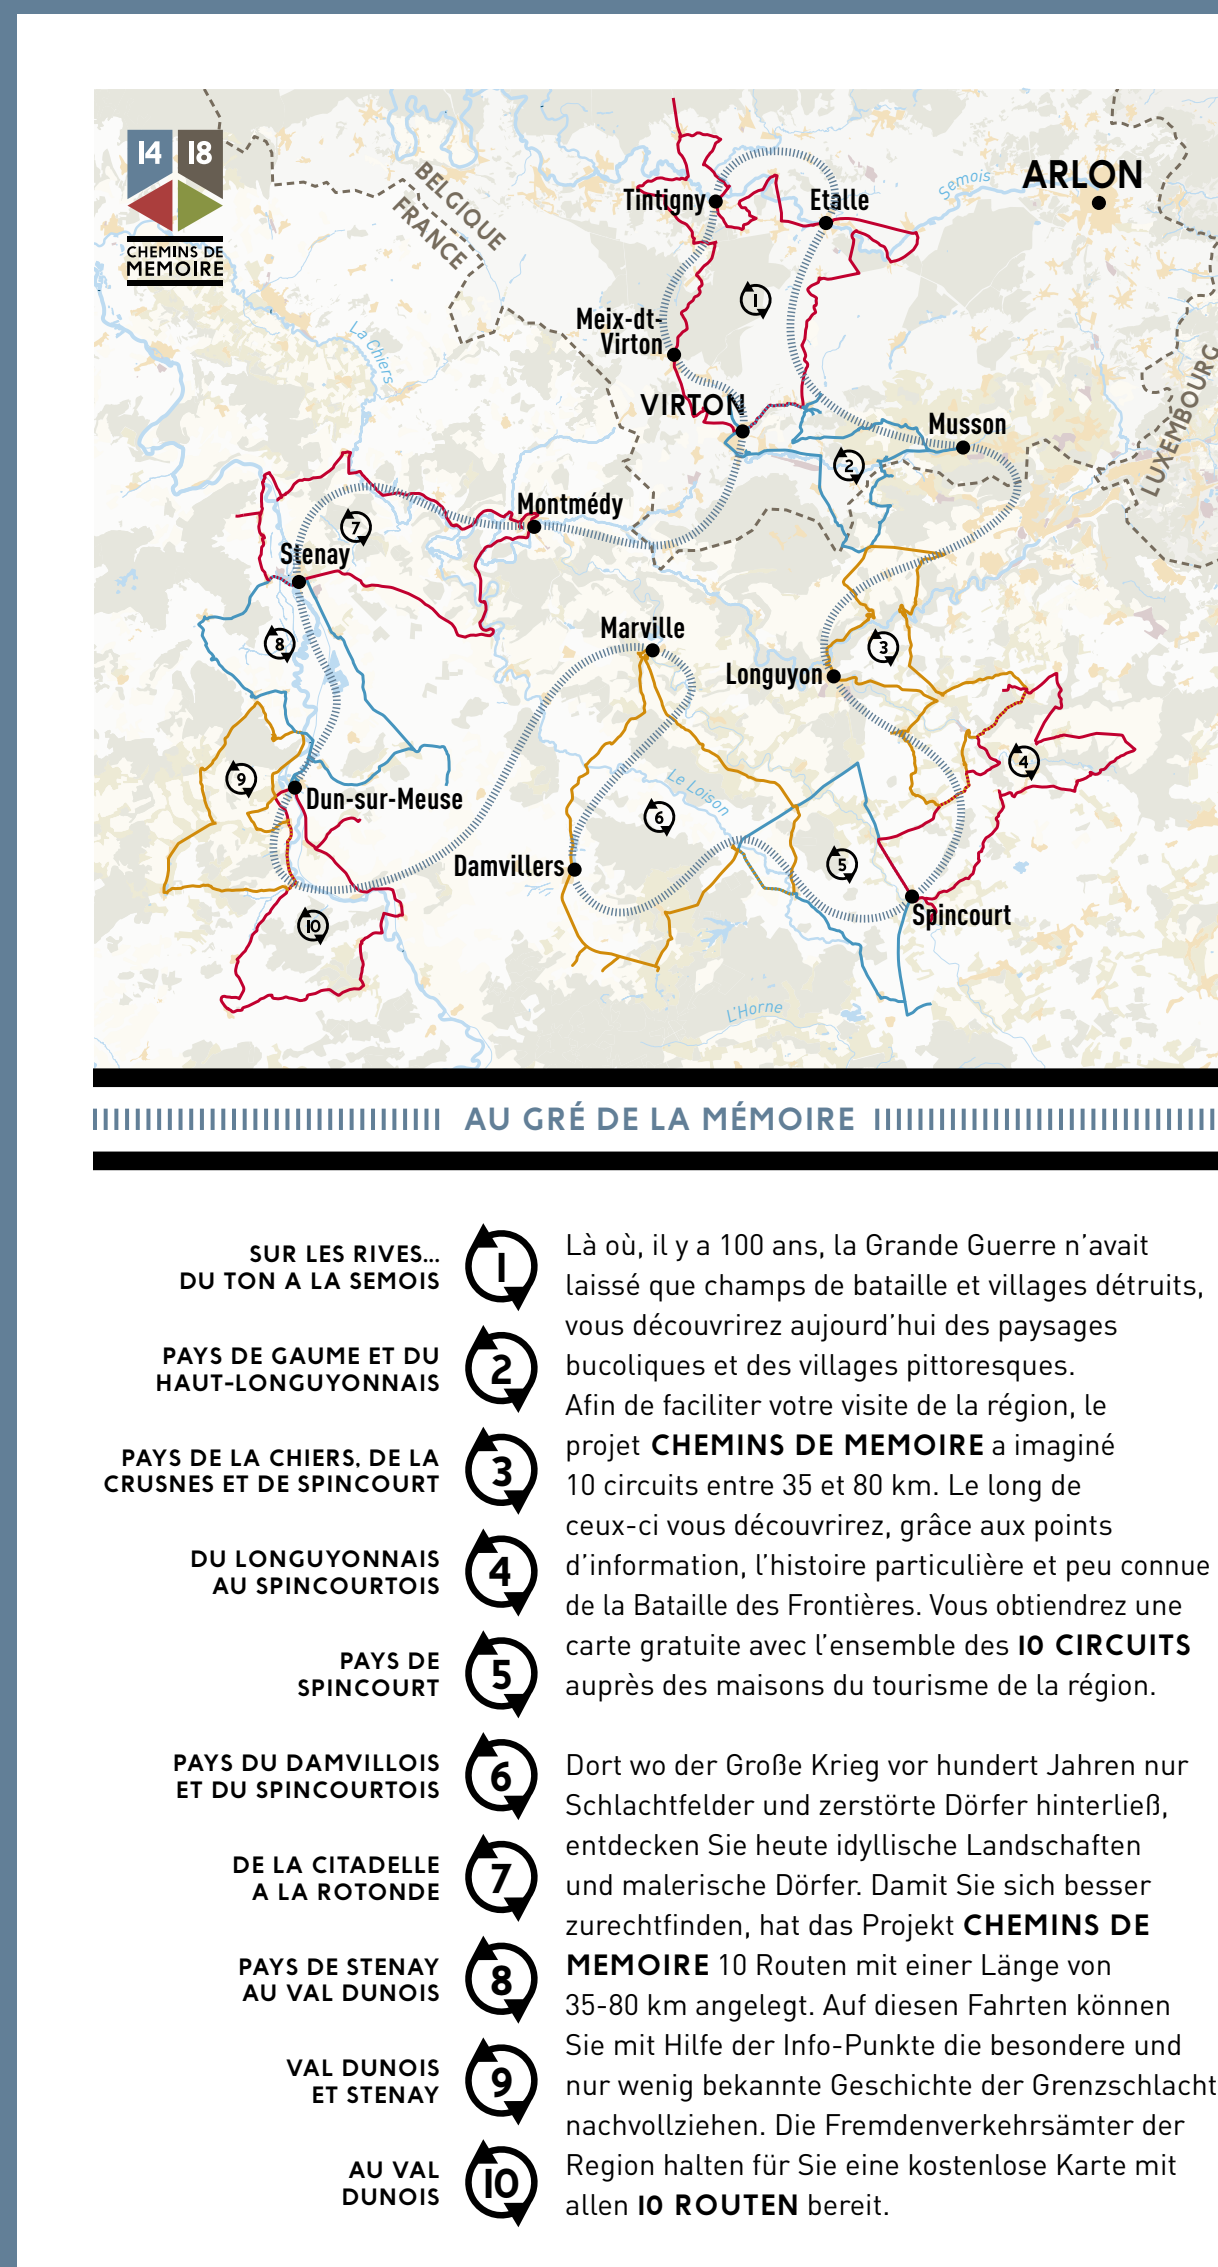 14 18
CHEMINS DE
MEMOIRE
BELGIQUE
FRANCE
Tintigny
Etalle
Semois
ARLON
1
La Chiers
Meix-dt-
Virton
LUXEMBOURG
VIRTON
Musson
2
Montmédy
7
Stenay
Marville
8
3
Longuyon
9
4
Dun-sur-Meuse
Le Loison
6
Damvillers
5
10
Spincourt
L'Horne
AU GRÉ DE LA MÉMOIRE
SUR LES RIVES...
DU TON A LA SEMOIS
1
PAYS DE GAUME ET DU
HAUT-LONGUYONNAIS
2
PAYS DE LA CHIERS, DE LA
CRUSNES ET DE SPINCOURT
3
DU LONGUYONNAIS
AU SPINCOURTOIS
4
PAYS DE
SPINCOURT
5
PAYS DU DAMVILLOIS
ET DU SPINCOURTOIS
6
DE LA CITADELLE
A LA ROTONDE
7
PAYS DE STENAY
AU VAL DUNOIS
8
VAL DUNOIS
ET STENAY
9
AU VAL
DUNOIS
10
Là où, il y a 100 ans, la Grande Guerre n'avait
laissé que champs de bataille et villages détruits,
vous découvrirez aujourd'hui des paysages
bucoliques et des villages pittoresques.
Afin de faciliter votre visite de la région, le
projet CHEMINS DE MEMOIRE a imaginé
10 circuits entre 35 et 80 km. Le long de
ceux-ci vous découvrirez, grâce aux points
d'information, l'histoire particulière et peu connue
de la Bataille des Frontières. Vous obtiendrez une
carte gratuite avec l'ensemble des 10 CIRCUITS
auprès des maisons du tourisme de la région.
Dort wo der Große Krieg vor hundert Jahren nur
Schlachtfelder und zerstörte Dörfer hinterließ,
entdecken Sie heute idyllische Landschaften
und malerische Dörfer. Damit Sie sich besser
zurechtfinden, hat das Projekt CHEMINS DE
MEMOIRE 10 Routen mit einer Länge von
35-80 km angelegt. Auf diesen Fahrten können
Sie mit Hilfe der Info-Punkte die besondere und
nur wenig bekannte Geschichte der Grenzschlacht
nachvollziehen. Die Fremdenverkehrsämter der
Region halten für Sie eine kostenlose Karte mit
allen 10 ROUTEN bereit.